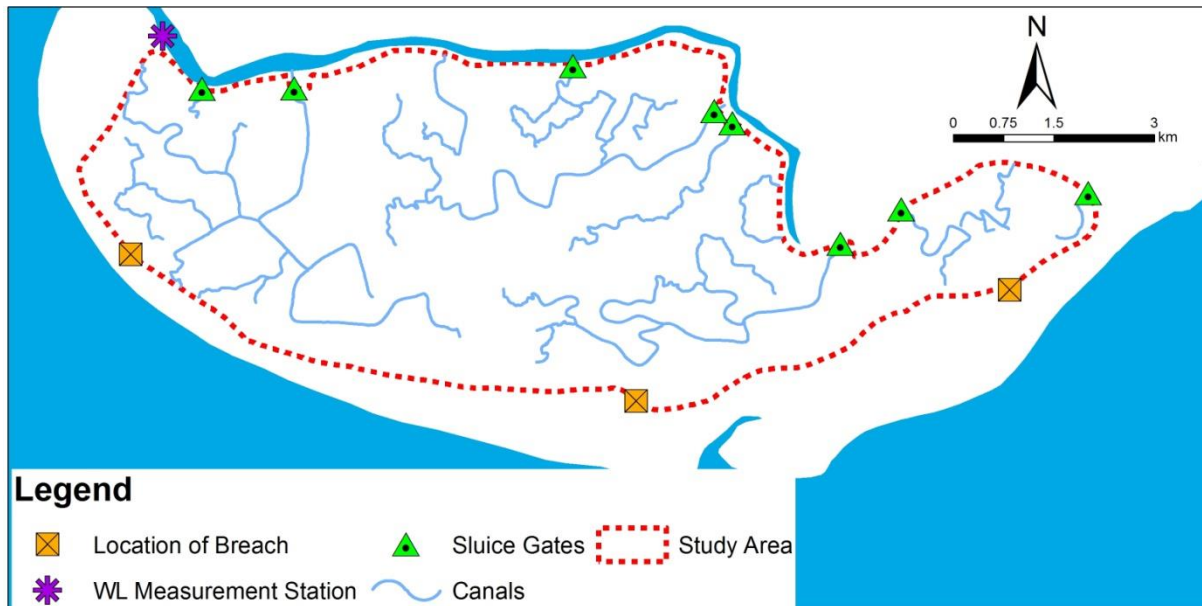 N
0 0.75 1.5 3
km
Legend
Location of Breach Sluice Gates Study Area
WL Measurement Station Canals